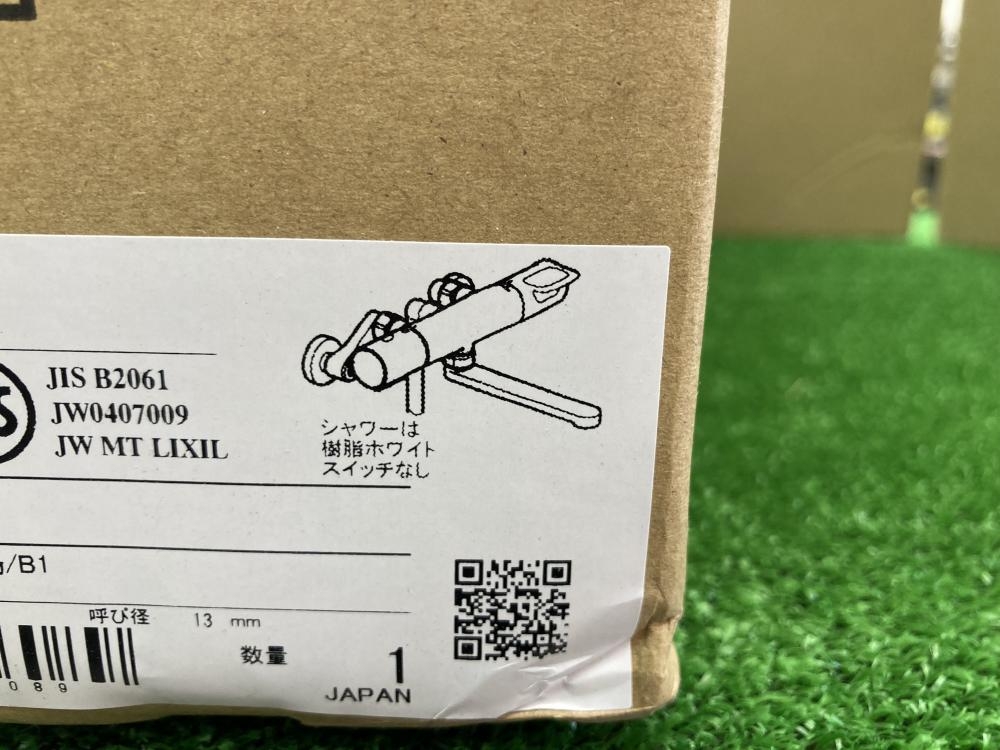 JIS B2061
JW0407009
JW MT LIXIL
シャワーは
樹脂ホワイト
スイッチなし
/B1
呼び径 13 mm
数量 1
089
JAPAN